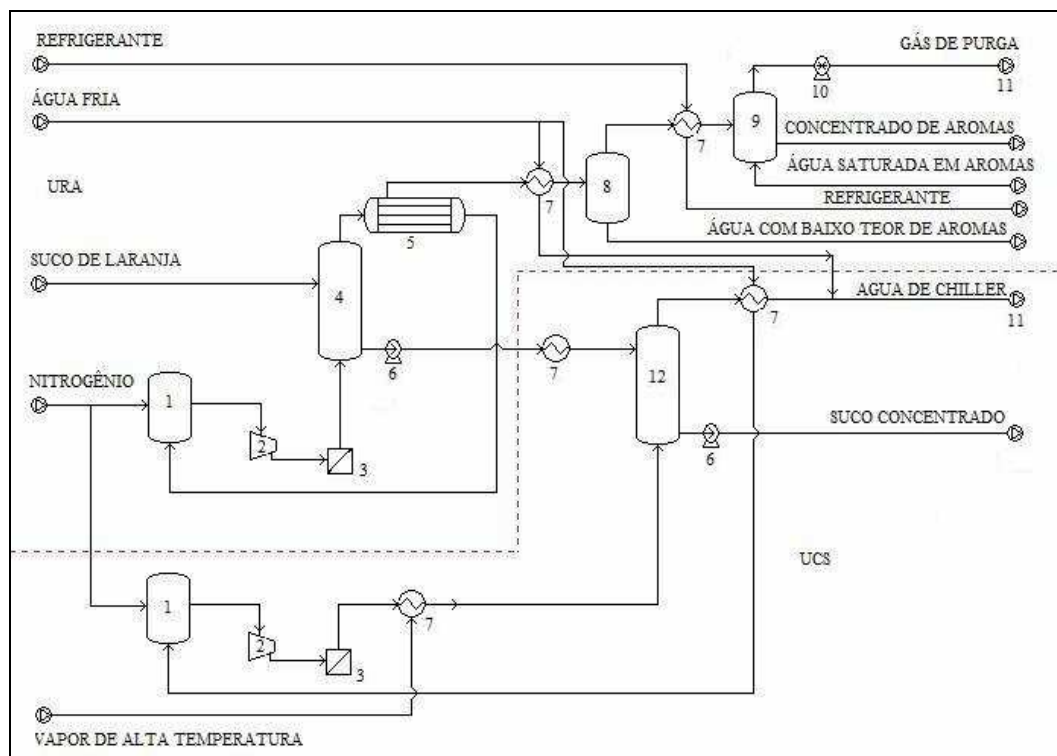 REFRIGERANTE
GÁS DE PURGA
10
11
ÁGUA FRIA
9
7
CONCENTRADO DE AROMAS
ÁGUA SATURADA EM AROMAS
URA
8
7
REFRIGERANTE
5
ÁGUA COM BAIXO TEOR DE AROMAS
SUCO DE LARANJA
4
AGUA DE CHILLER
7
11
6
7
12
NITROGÊNIO
1
2
3
SUCO CONCENTRADO
6
UCS
1
2
3
7
VAPOR DE ALTA TEMPERATURA